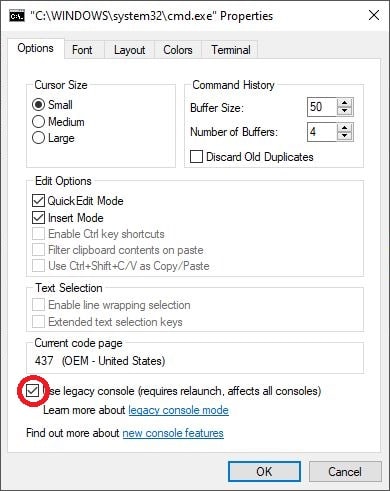 "C:\WINDOWS\system32\cmd.exe" Properties
Options Font Layout Colors Terminal
Cursor Size
Small
Medium
Large
Command History
Buffer Size: 50
Number of Buffers: 4
Discard Old Duplicates
Edit Options
QuickEdit Mode
Insert Mode
Enable Ctrl key shortcuts
Filter clipboard contents on paste
Use Ctrl+Shift+C/V as Copy/Paste
Text Selection
Enable line wrapping selection
Extended text selection keys
Current code page
437 (OEM - United States)
Use legacy console (requires relaunch, affects all consoles)
Learn more about legacy console mode
Find out more about new console features
OK Cancel